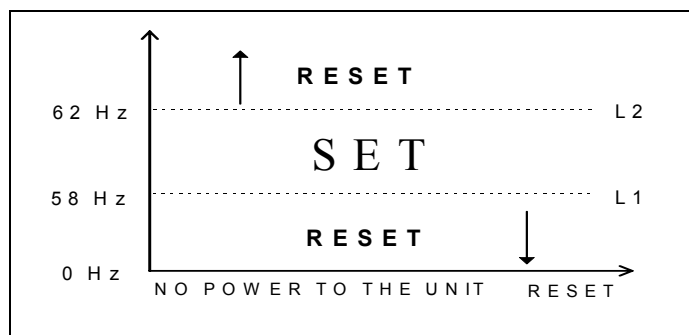 RESET
62 Hz L2
SET
58 Hz L1
RESET
0 Hz
NO POWER TO THE UNIT RESET